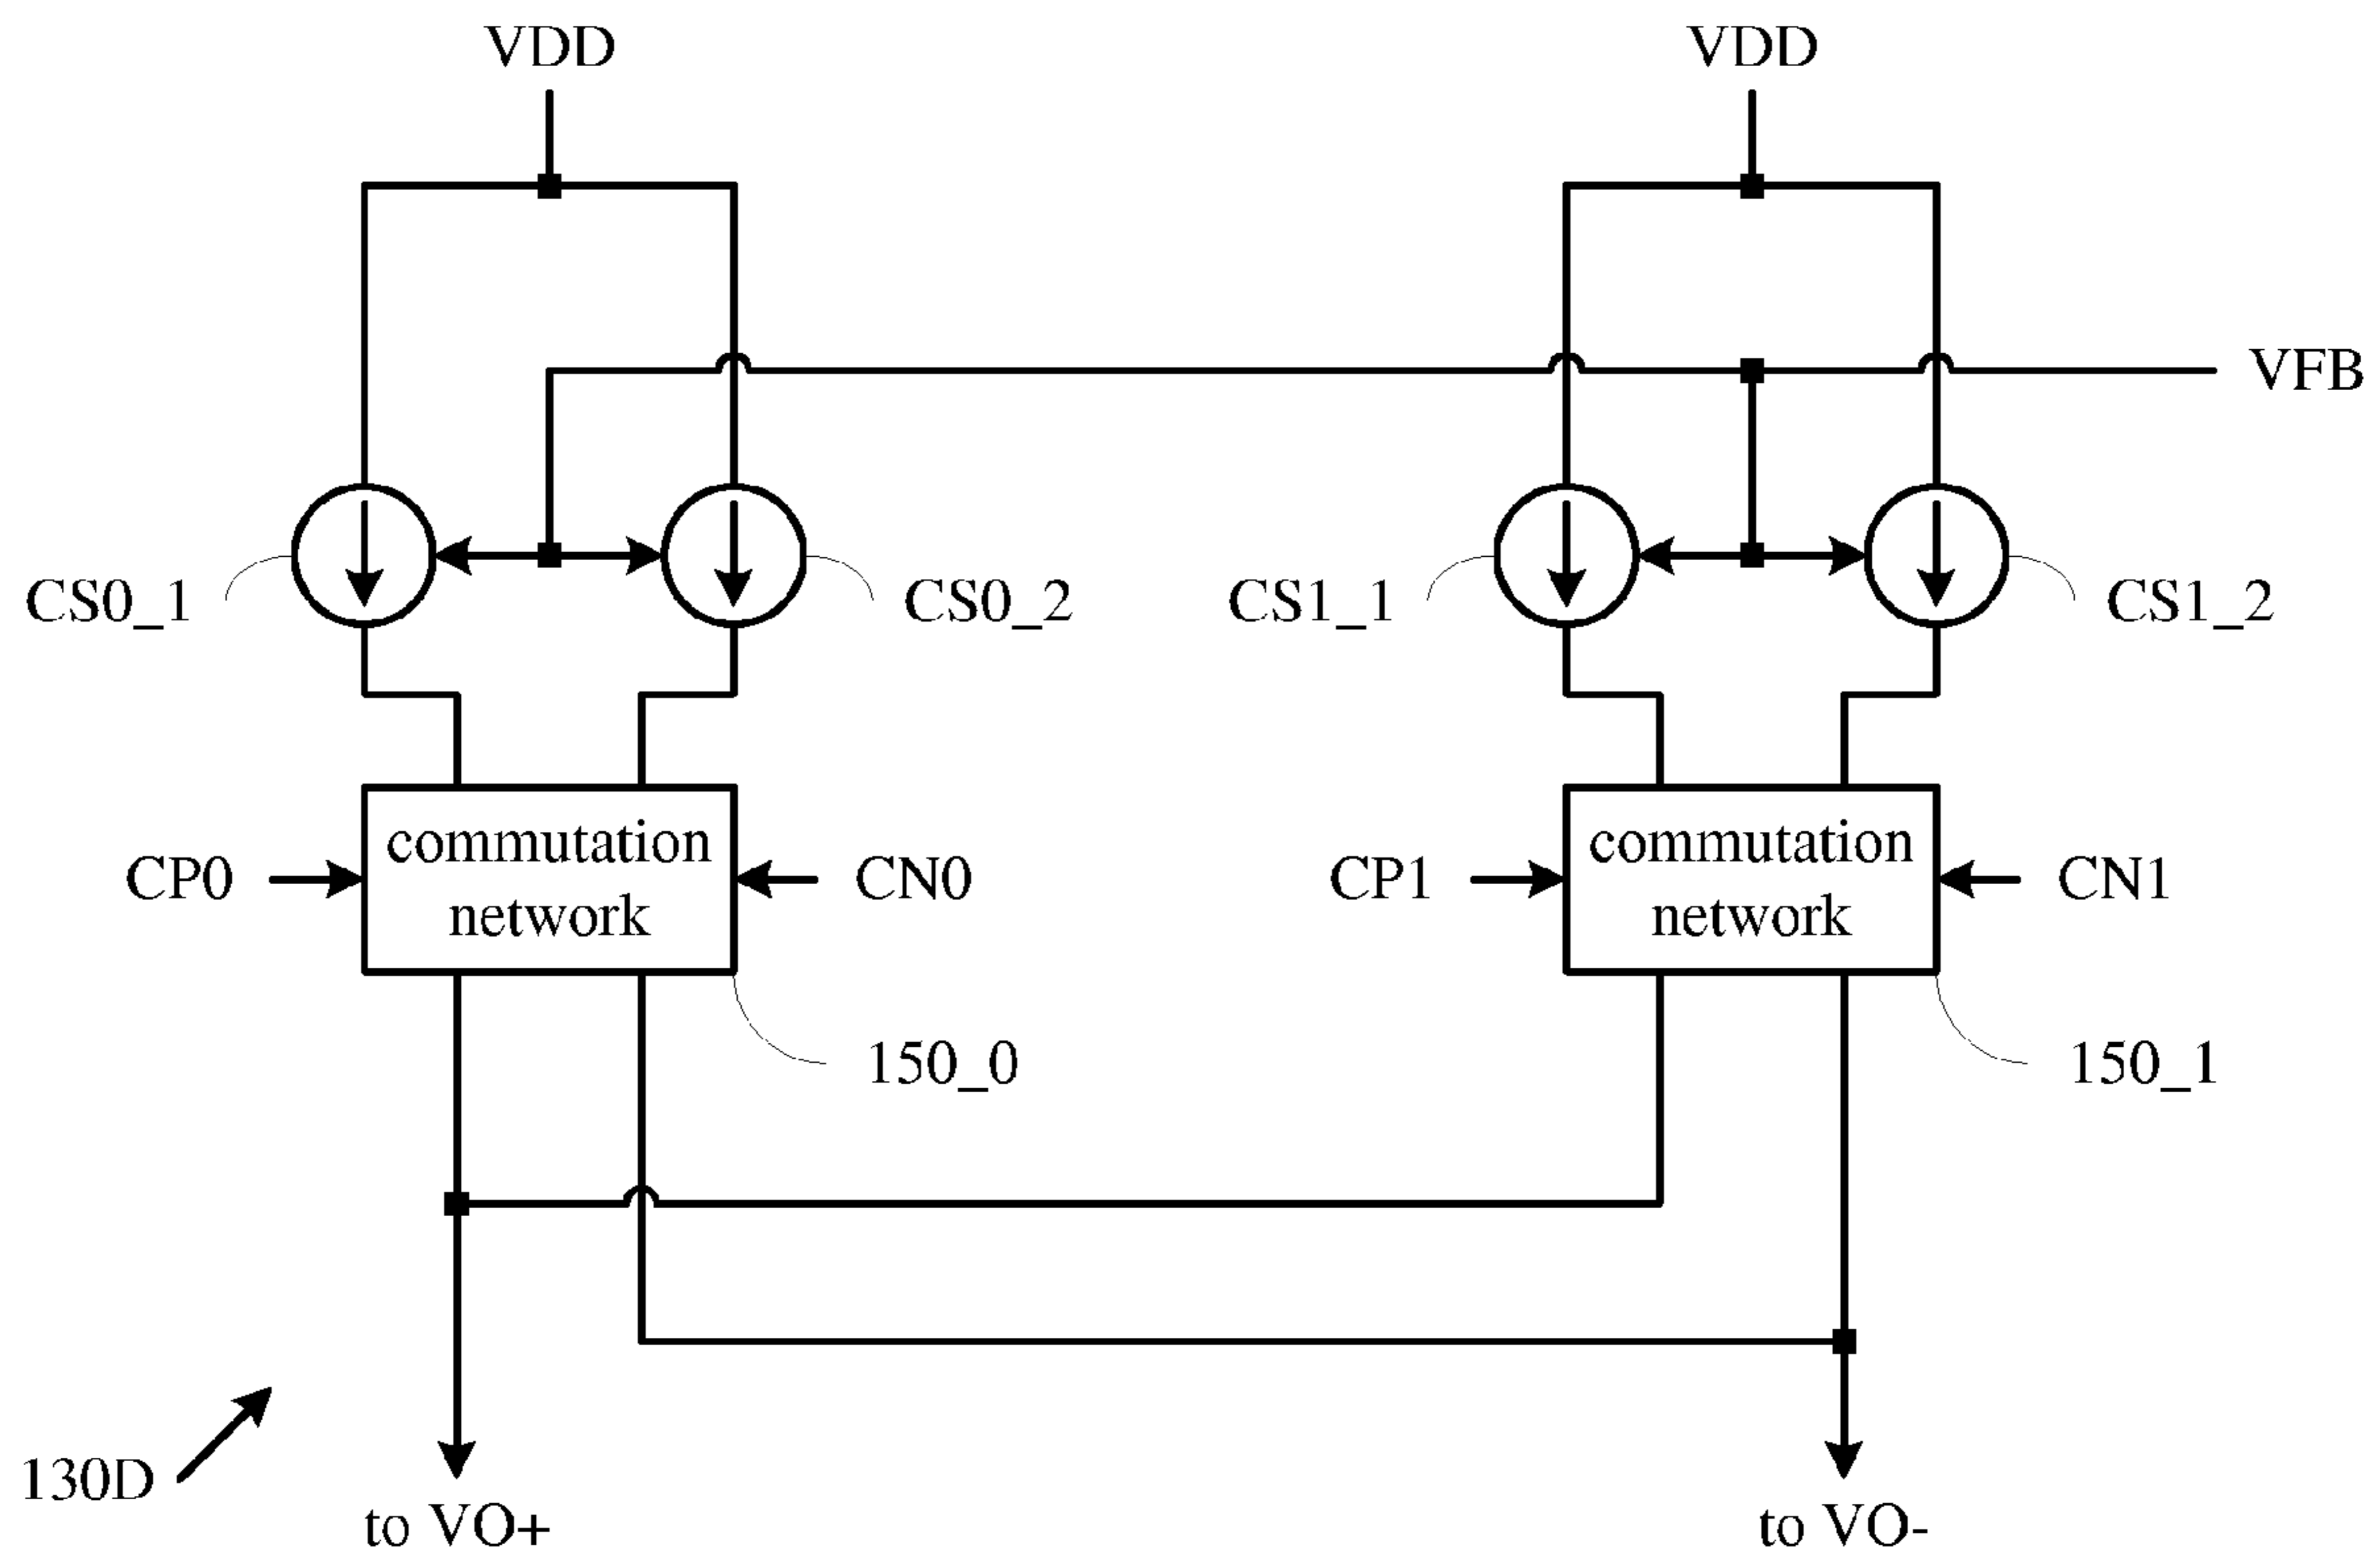 VDD VDD
VFB
CS0_1 CS0_2 CS1_1 CS1_2
commutation commutation
CP0 CN0 CP1 CN1
network network
150_0 150_1
130D
to VO+ to VO-